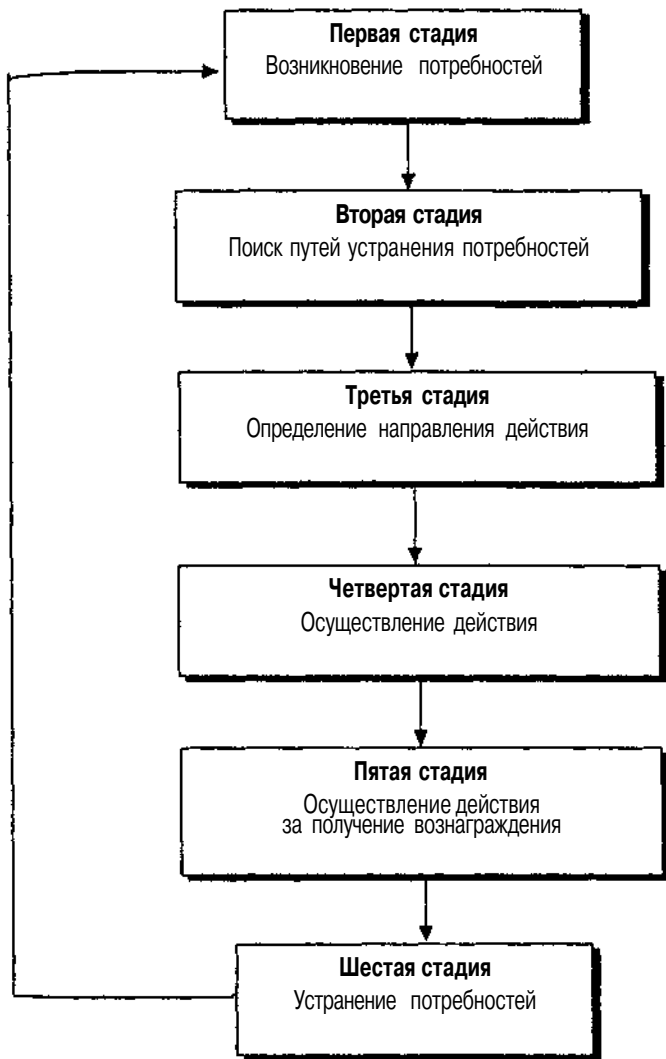 Первая стадия
Возникновение потребностей
Вторая стадия
Поиск путей устранения потребностей
Третья стадия
Определение направления действия
Четвертая стадия
Осуществление действия
Пятая стадия
Осуществление действия
за получение вознаграждения
Шестая стадия
Устранение потребностей